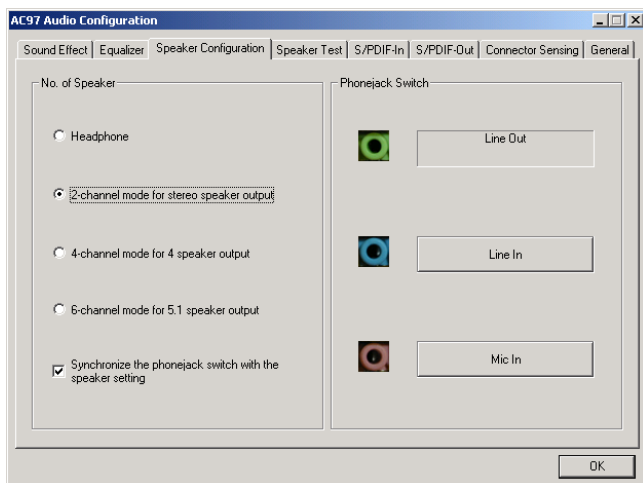 AC97 Audio Configuration
Sound Effect Equalizer Speaker Configuration Speaker Test S/PDIF-In S/PDIF-Out Connector Sensing General
No. of Speaker
Headphone
2-channel mode for stereo speaker output
4-channel mode for 4 speaker output
6-channel mode for 5.1 speaker output
Synchronize the phonejack switch with the
speaker setting
Phonejack Switch
Line Out
Line In
Mic In
OK